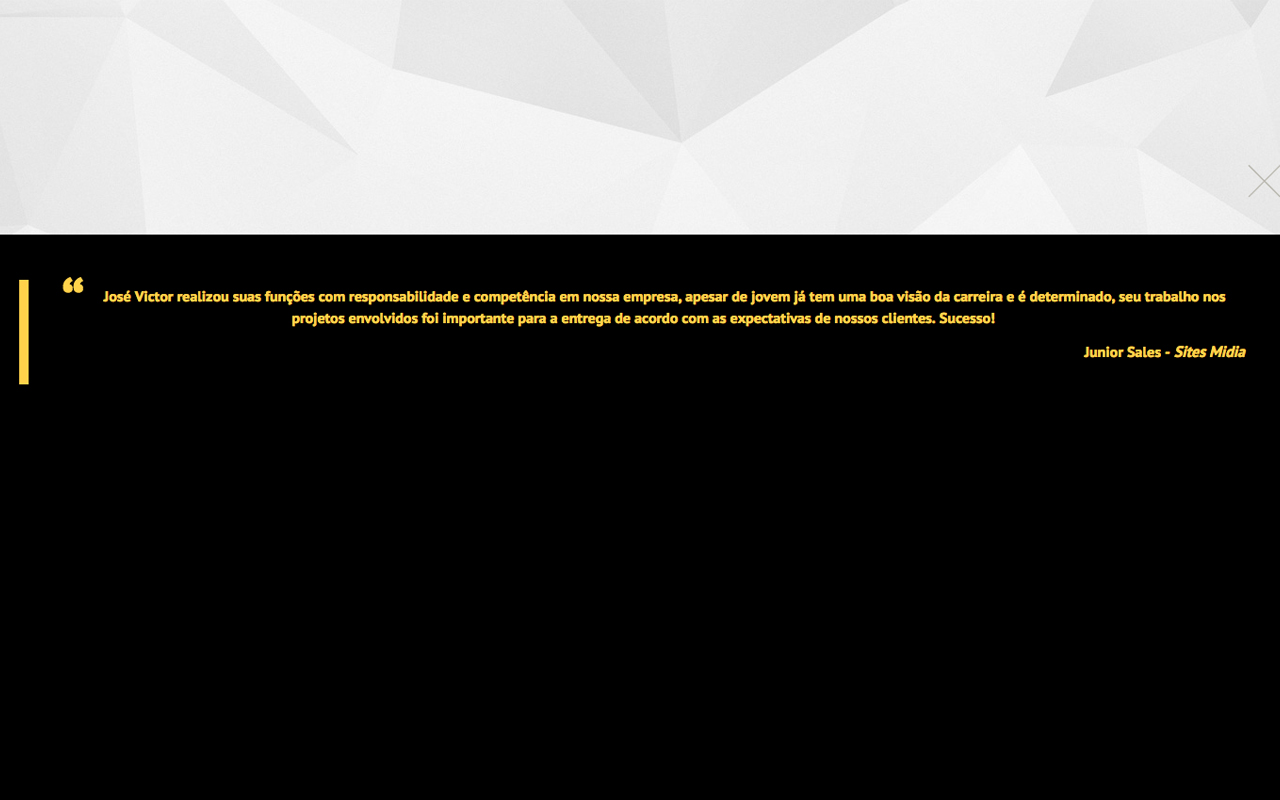 “ José Victor realizou suas funções com responsabilidade e competência em nossa empresa, apesar de jovem já tem uma boa visão da carreira e é determinado, seu trabalho nos
projetos envolvidos foi importante para a entrega de acordo com as expectativas de nossos clientes. Sucesso!
Junior Sales - Sites Midia